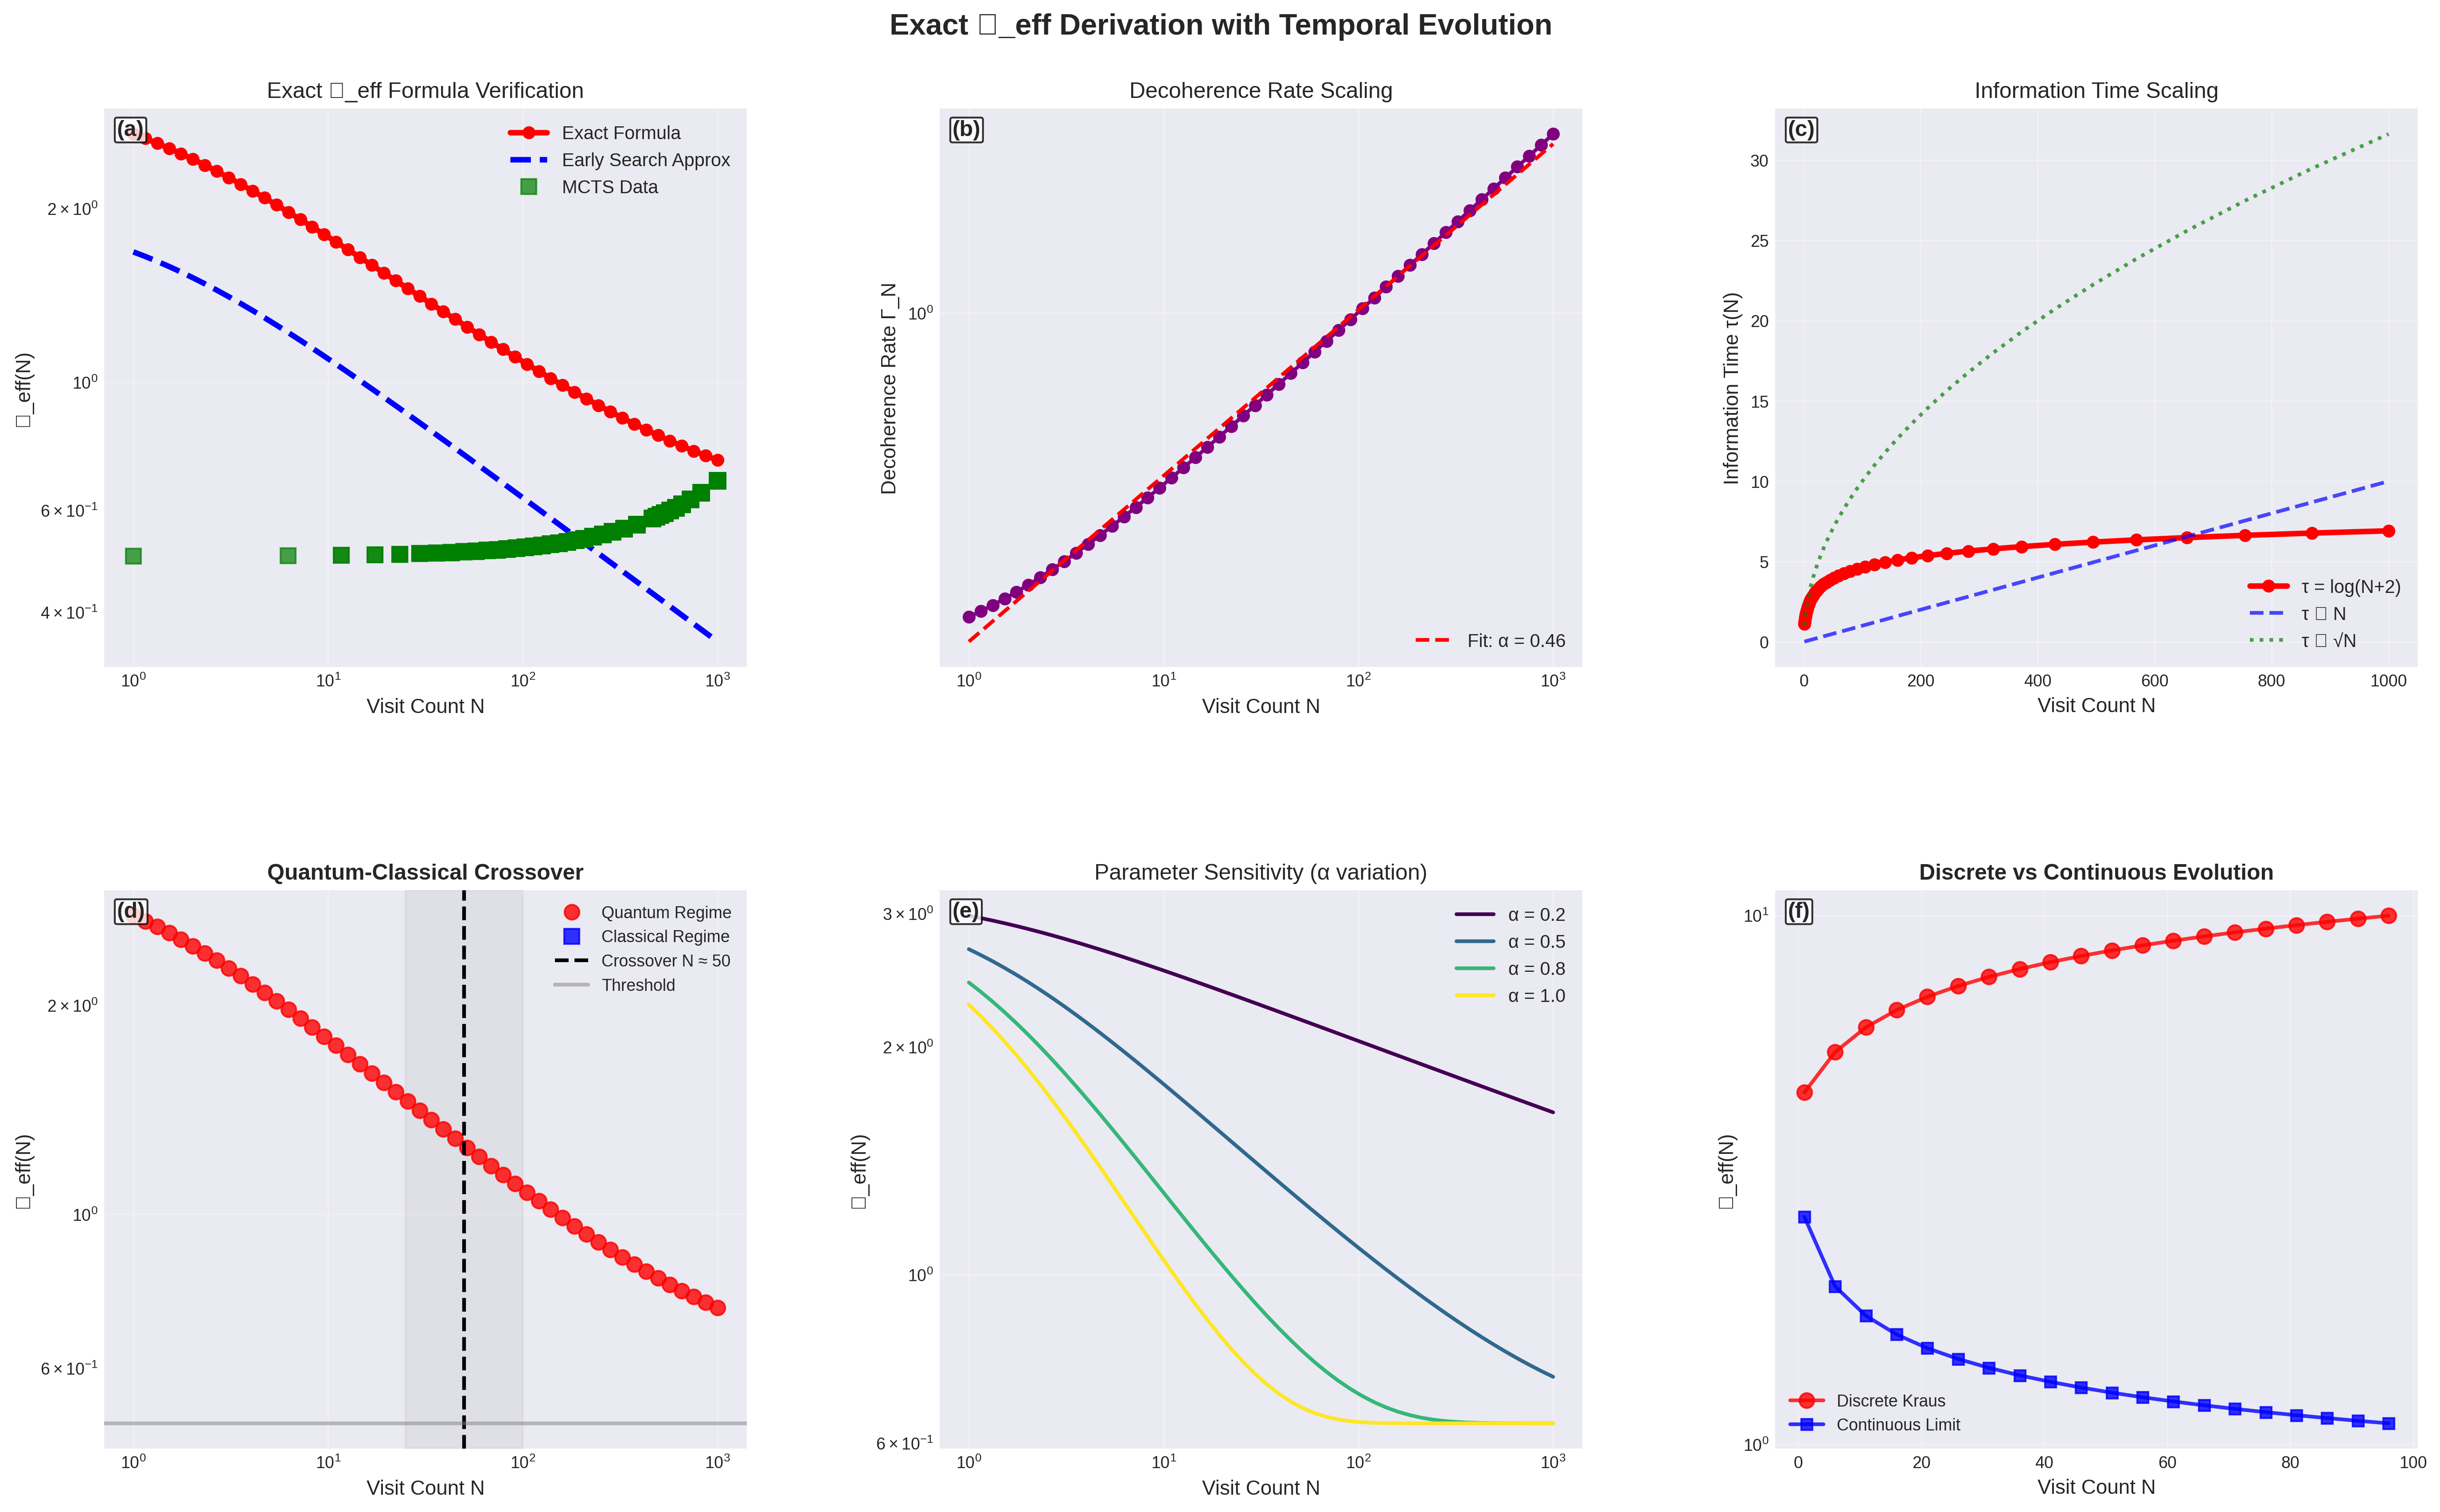 Exact �_eff Derivation with Temporal Evolution
Exact �_eff Formula Verification
(a)
Exact Formula
Early Search Approx
MCTS Data
�_eff(N)
2 × 10⁰
10⁰
6 × 10⁻¹
4 × 10⁻¹
10⁰ 10¹ 10² 10³
Visit Count N
Decoherence Rate Scaling
(b)
Decoherence Rate Γ_N
10⁰
Fit: α = 0.46
10⁰ 10¹ 10² 10³
Visit Count N
Information Time Scaling
(c)
Information Time τ(N)
30
25
20
15
10
5
0
τ = log(N+2)
τ � N
τ � √N
0 200 400 600 800 1000
Visit Count N
Quantum-Classical Crossover
(d)
Quantum Regime
Classical Regime
Crossover N ≈ 50
Threshold
�_eff(N)
2 × 10⁰
10⁰
6 × 10⁻¹
10⁰ 10¹ 10² 10³
Visit Count N
Parameter Sensitivity (α variation)
(e)
α = 0.2
α = 0.5
α = 0.8
α = 1.0
�_eff(N)
3 × 10⁰
2 × 10⁰
10⁰
6 × 10⁻¹
10⁰ 10¹ 10² 10³
Visit Count N
Discrete vs Continuous Evolution
(f)
�_eff(N)
10¹
10⁰
Discrete Kraus
Continuous Limit
0 20 40 60 80 100
Visit Count N